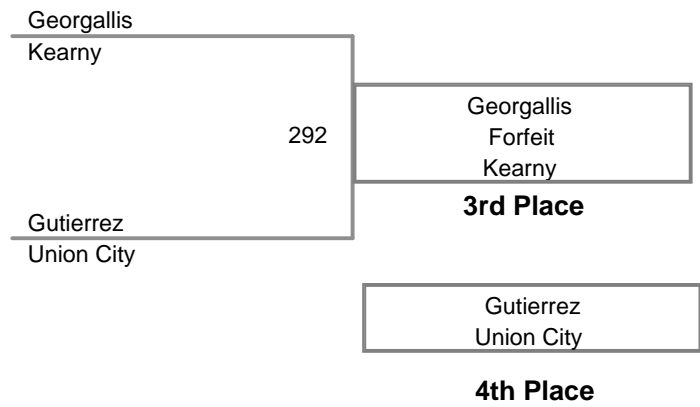 Georgallis
Kearny
292
Georgallis
Forfeit
Kearny
3rd Place
Gutierrez
Union City
Gutierrez
Union City
4th Place